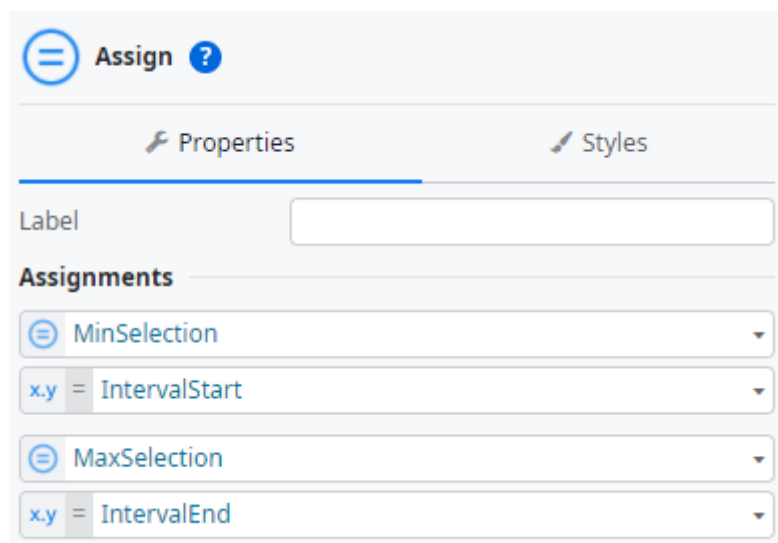 Assign ?
Properties Styles
Label
Assignments
MinSelection
x.y = IntervalStart
MaxSelection
x.y = IntervalEnd